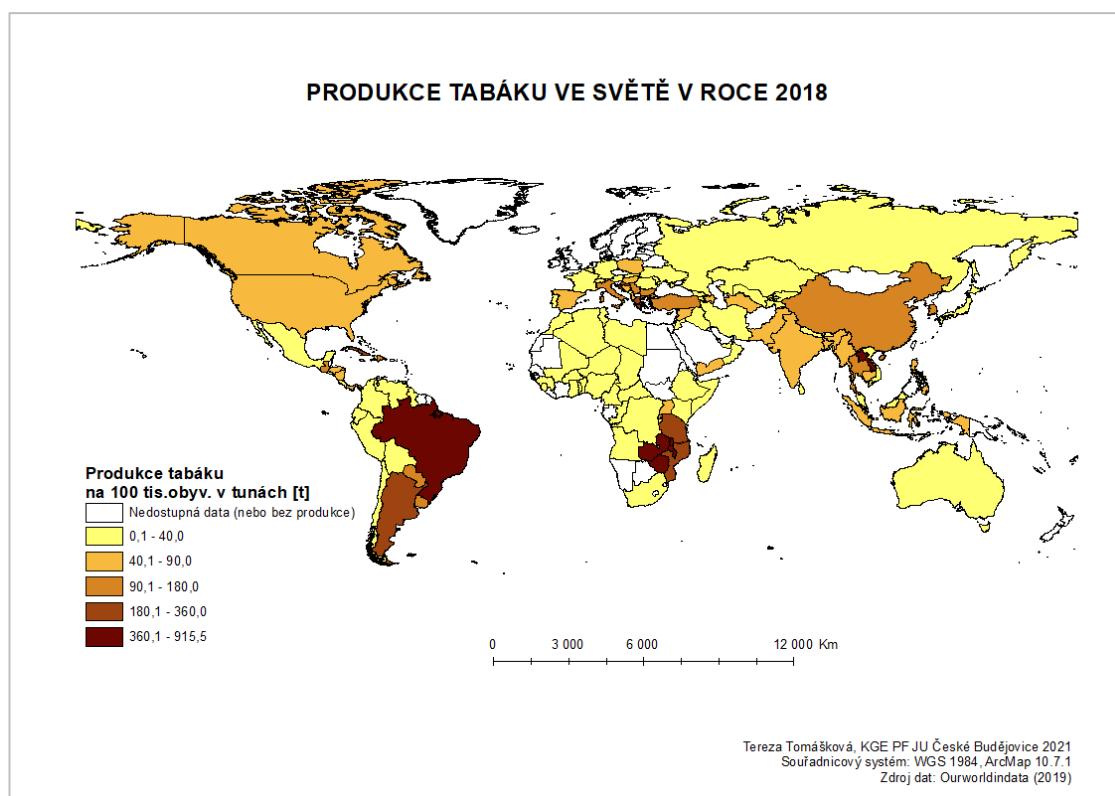 PRODUKCE TABÁKU VE SVĚTĚ V ROCE 2018
Produkce tabáku
na 100 tis.obyv. v tunách [t]
Nedostupná data (nebo bez produkce)
0,1 - 40,0
40,1 - 90,0
90,1 - 180,0
180,1 - 360,0
360,1 - 915,5
0 3 000 6 000 12 000 Km
Tereza Tomášková, KGE PF JU České Budějovice 2021
Souřadnicový systém: WGS 1984, ArcMap 10.7.1
Zdroj dat: Ourworldindata (2019)